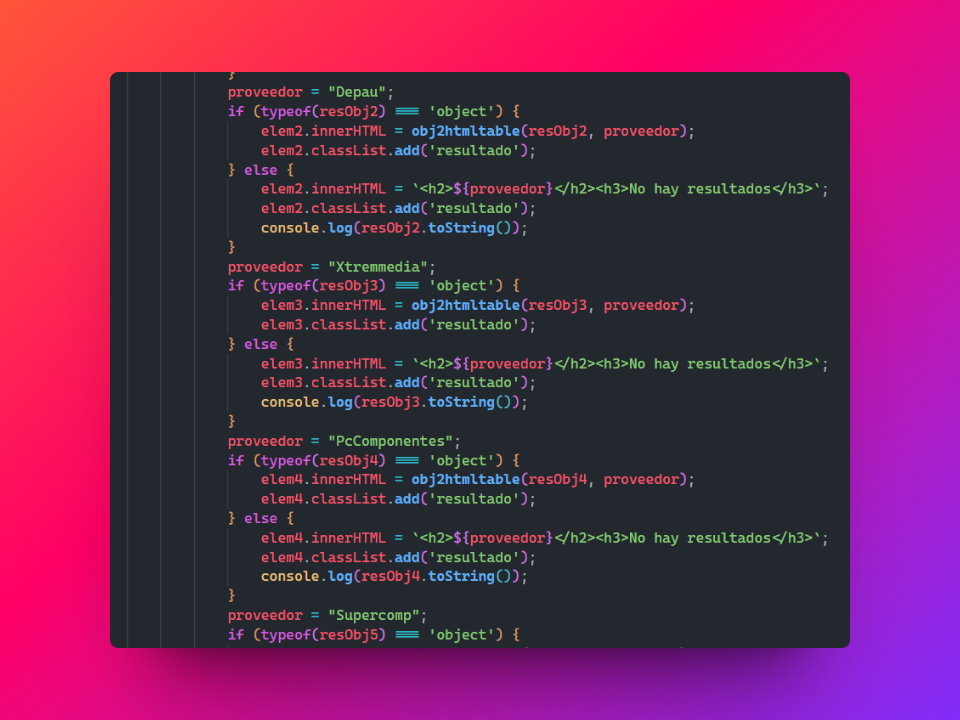 }
proveedor = "Depau";
if (typeof(resObj2) === 'object') {
elem2.innerHTML = obj2htmltable(resObj2, proveedor);
elem2.classList.add('resultado');
} else {
elem2.innerHTML = `<h2>${proveedor}</h2><h3>No hay resultados</h3>`;
elem2.classList.add('resultado');
console.log(resObj2.toString());
}
proveedor = "Xtremmedia";
if (typeof(resObj3) === 'object') {
elem3.innerHTML = obj2htmltable(resObj3, proveedor);
elem3.classList.add('resultado');
} else {
elem3.innerHTML = `<h2>${proveedor}</h2><h3>No hay resultados</h3>`;
elem3.classList.add('resultado');
console.log(resObj3.toString());
}
proveedor = "PcComponentes";
if (typeof(resObj4) === 'object') {
elem4.innerHTML = obj2htmltable(resObj4, proveedor);
elem4.classList.add('resultado');
} else {
elem4.innerHTML = `<h2>${proveedor}</h2><h3>No hay resultados</h3>`;
elem4.classList.add('resultado');
console.log(resObj4.toString());
}
proveedor = "Supercomp";
if (typeof(resObj5) === 'object') {